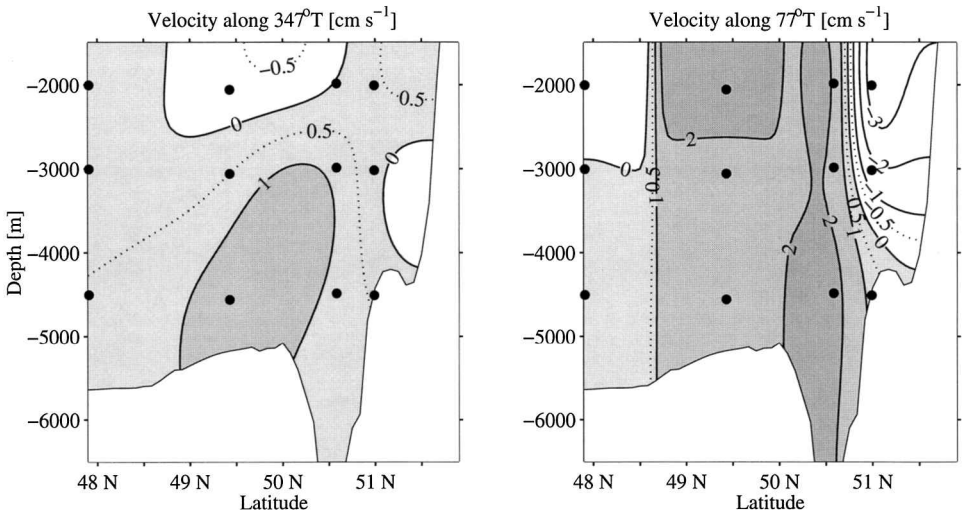 Velocity along 347°T [cm s⁻¹]
Velocity along 77°T [cm s⁻¹]
Depth [m]
−2000
−3000
−4000
−5000
−6000
−0.5
0
0.5
0.5
0
1
48 N
49 N
50 N
51 N
Latitude
−2000
−3000
−4000
−5000
−6000
0
0.5
1
2
2
2
−3
−2
−1
−0.5
0
0.5
1
48 N
49 N
50 N
51 N
Latitude